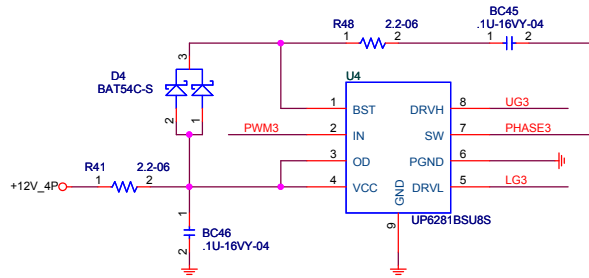 R48 2.2-06 BC45
.1U-16VY-04
1 2 1 2
3
D4
BAT54C-S
U4
2 1
1 BST DRVH 8 UG3
PWM3 2 IN SW 7 PHASE3
3 OD PGND 6
R41 2.2-06
+12V_4P 1 2 4 VCC DRVL 5 LG3
GND
1 BC46 UP6281BSU8S
2 .1U-16VY-04 9